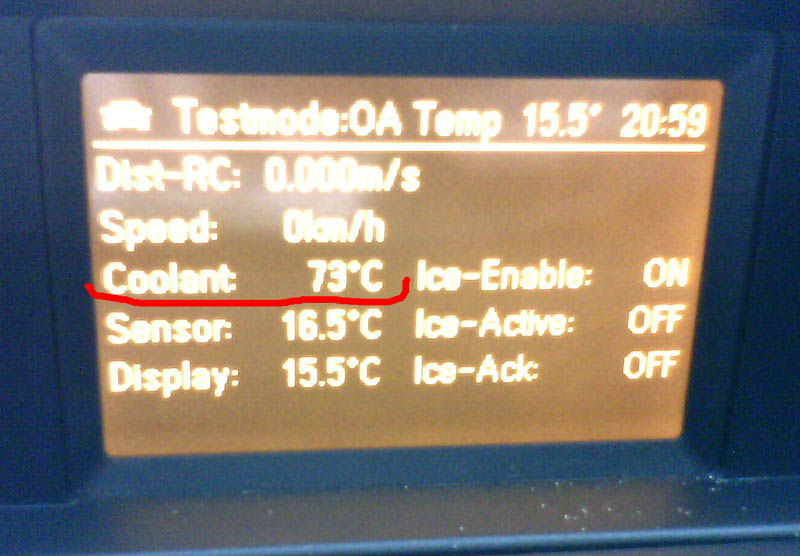 Testmode:OA Temp 15.5° 20:59
Dist-RC: 0.000m/s
Speed: 0km/h
Coolant: 73°C Ice-Enable: ON
Sensor: 16.5°C Ice-Active: OFF
Display: 15.5°C Ice-Ack: OFF